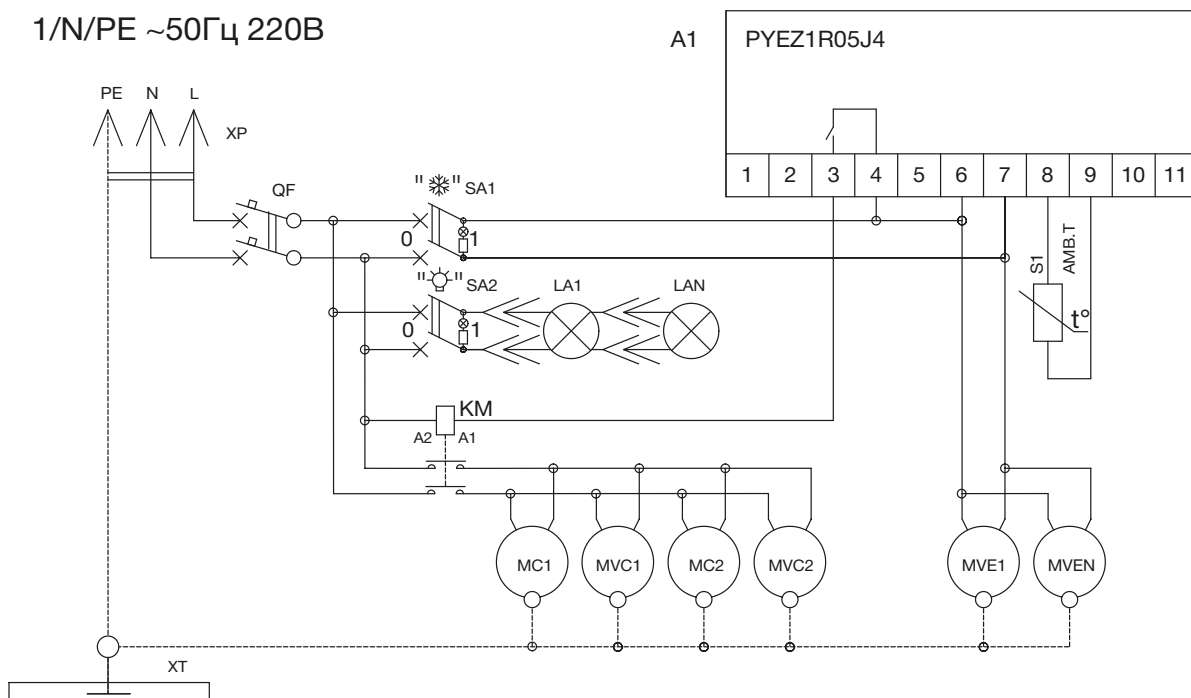 1/N/PE ~50Гц 220В
A1 PYEZ1R05J4
PE N L
XP
1 2 3 4 5 6 7 8 9 10 11
QF
"❄" SA1
0 1
S1
AMB.T
" " SA2 LA1 LAN
0 1
t°
KM
A2 A1
MC1 MVC1 MC2 MVC2 MVE1 MVEN
XT